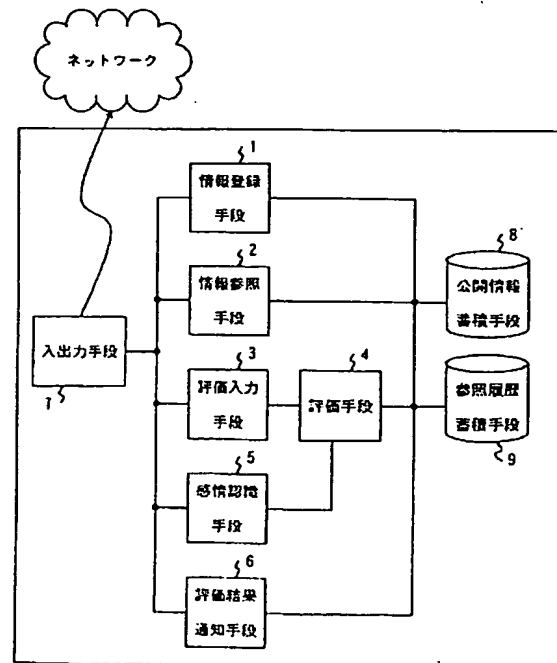 ネットワーク
1
情報登録
手段
2
情報参照
手段
8
公開情報
蓄積手段
入出力手段
7
3
評価入力
手段
4
評価手段
参照履歴
蓄積手段
9
5
感情認識
手段
6
評価結果
通知手段